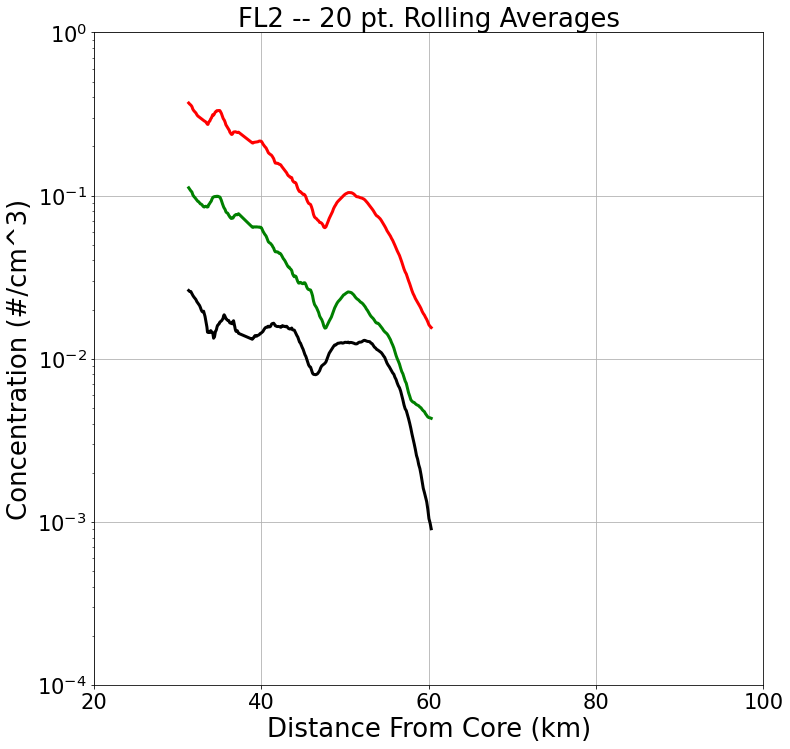 FL2 -- 20 pt. Rolling Averages
10^0
10^-1
10^-2
10^-3
10^-4
Concentration (#/cm^3)
20 40 60 80 100
Distance From Core (km)